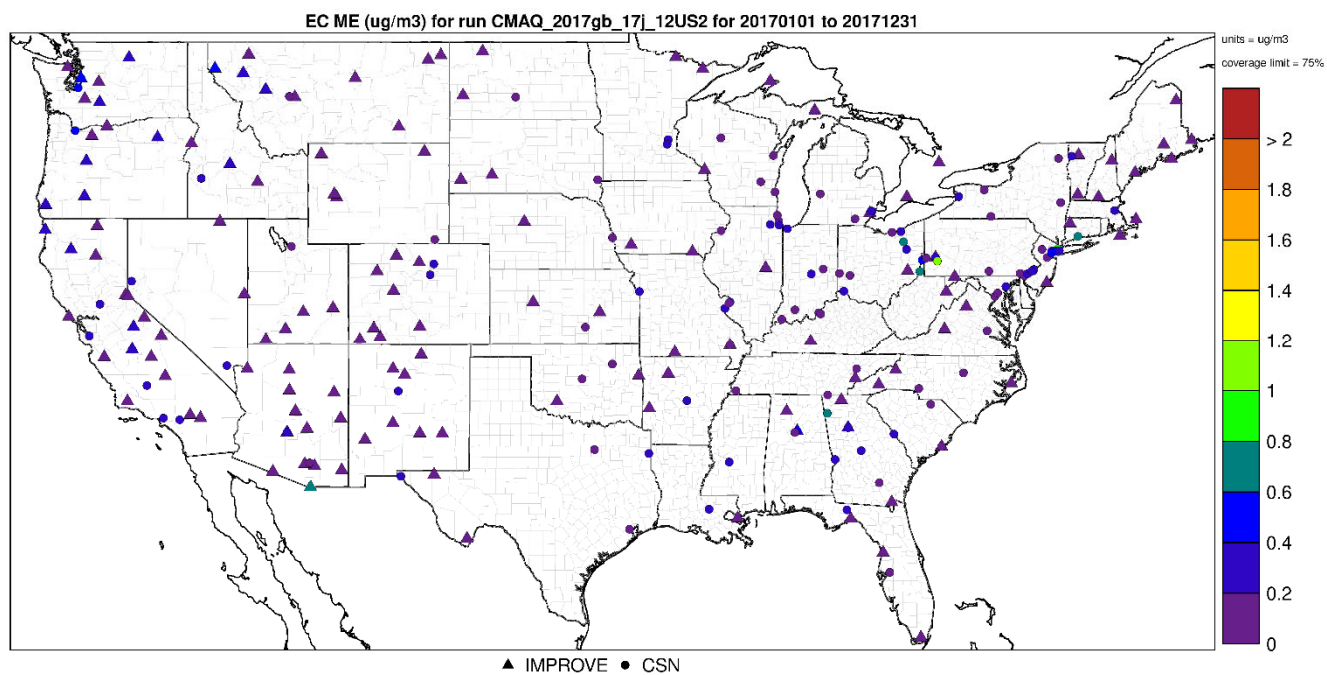 EC ME (ug/m3) for run CMAQ_2017gb_17j_12US2 for 20170101 to 20171231
units = ug/m3
coverage limit = 75%
> 2
1.8
1.6
1.4
1.2
1
0.8
0.6
0.4
0.2
0
IMPROVE CSN